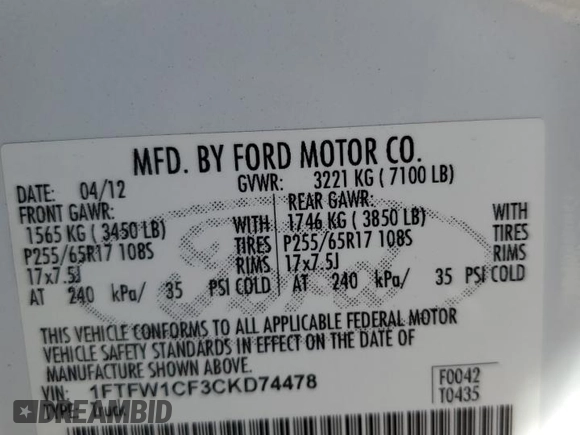 MFD. BY FORD MOTOR CO.
DATE: 04/12 GVWR: 3221 KG ( 7100 LB)
FRONT GAWR: REAR GAWR:
1565 KG ( 3450 LB) WITH 1746 KG ( 3850 LB) WITH
P255/65R17 108S TIRES P255/65R17 108S TIRES
17x7.5J RIMS 17x7.5J RIMS
AT 240 kPa/ 35 PSI COLD AT 240 kPa/ 35 PSI COLD
Ford
THIS VEHICLE CONFORMS TO ALL APPLICABLE FEDERAL MOTOR
VEHICLE SAFETY STANDARDS IN EFFECT ON THE DATE OF
MANUFACTURE SHOWN ABOVE.
VIN: 1FTFW1CF3CKD74478
F0042
T0435
TYPE:
DREAMBID